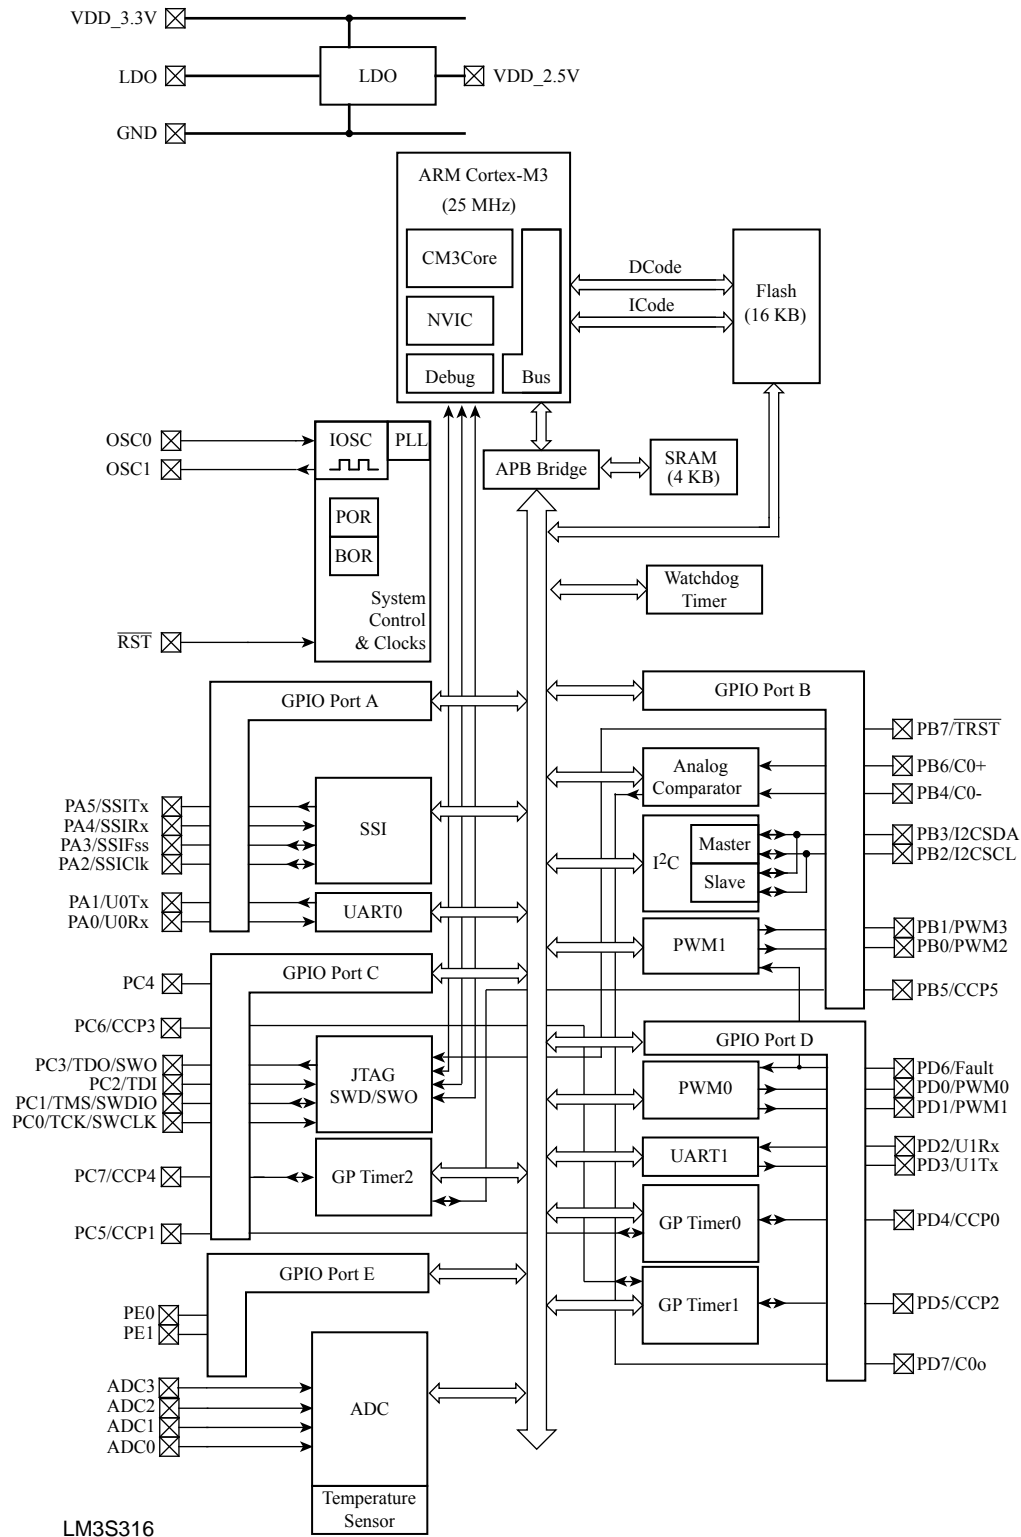 VDD_3.3V
LDO
LDO
VDD_2.5V
GND
ARM Cortex-M3
(25 MHz)
CM3Core
NVIC
Debug
Bus
DCode
ICode
Flash
(16 KB)
OSC0
OSC1
IOSC
PLL
POR
BOR
System
Control
& Clocks
RST
APB Bridge
SRAM
(4 KB)
Watchdog
Timer
GPIO Port A
SSI
UART0
PA5/SSITx
PA4/SSIRx
PA3/SSIFss
PA2/SSIClk
PA1/U0Tx
PA0/U0Rx
GPIO Port B
Analog
Comparator
I²C
Master
Slave
PWM1
PB7/TRST
PB6/C0+
PB4/C0-
PB3/I2CSDA
PB2/I2CSCL
PB1/PWM3
PB0/PWM2
PB5/CCP5
GPIO Port C
PC4
PC6/CCP3
PC3/TDO/SWO
PC2/TDI
PC1/TMS/SWDIO
PC0/TCK/SWCLK
PC7/CCP4
PC5/CCP1
JTAG
SWD/SWO
GP Timer2
GPIO Port D
PWM0
UART1
GP Timer0
GP Timer1
PD6/Fault
PD0/PWM0
PD1/PWM1
PD2/U1Rx
PD3/U1Tx
PD4/CCP0
PD5/CCP2
PD7/C0o
GPIO Port E
PE0
PE1
ADC3
ADC2
ADC1
ADC0
ADC
Temperature
Sensor
LM3S316